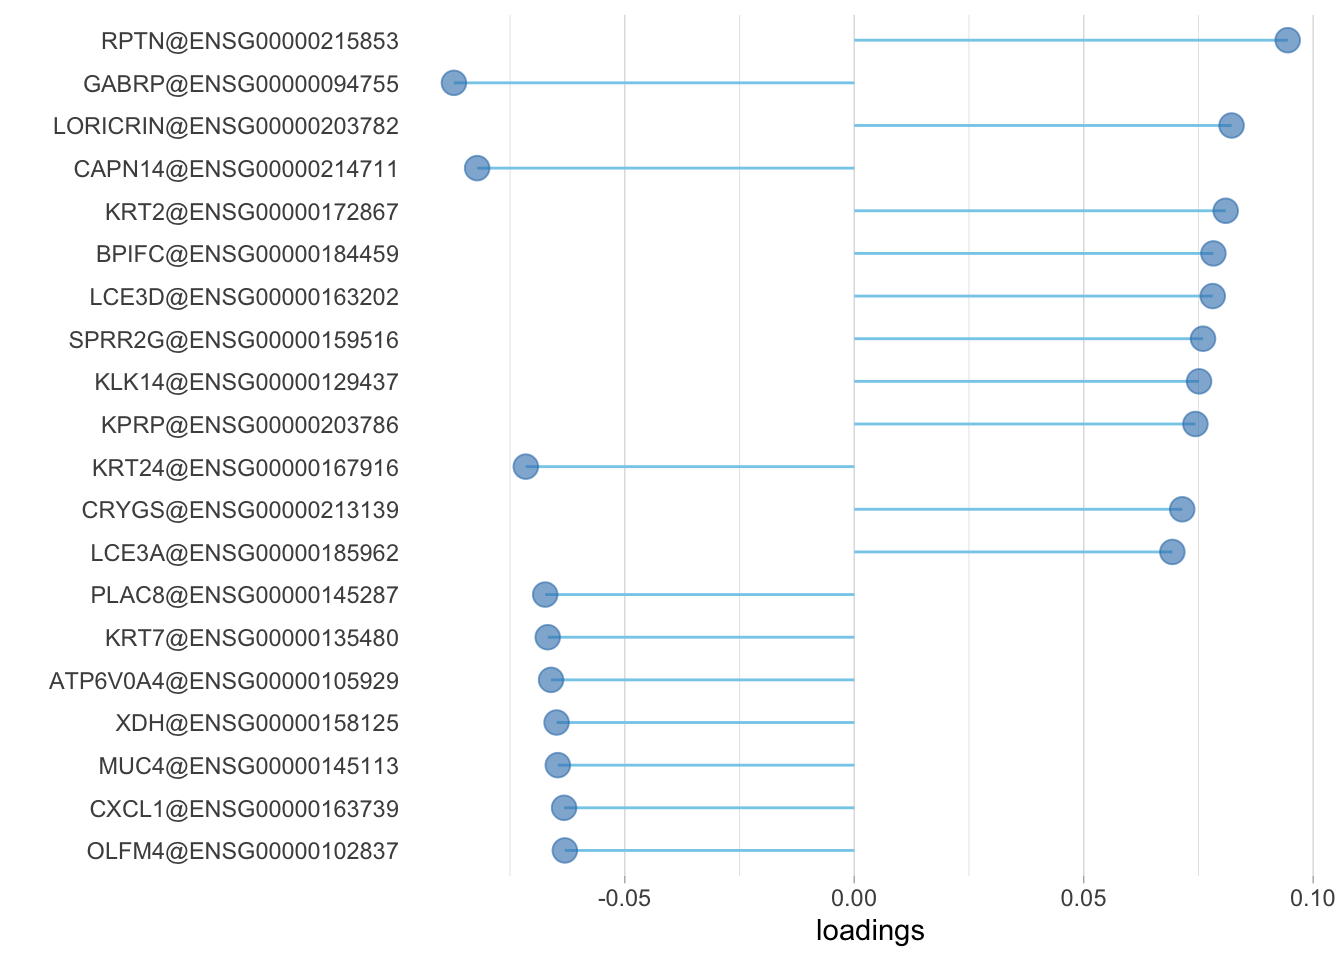 RPTN@ENSG00000215853
GABRP@ENSG00000094755
LORICRIN@ENSG00000203782
CAPN14@ENSG00000214711
KRT2@ENSG00000172867
BPIFC@ENSG00000184459
LCE3D@ENSG00000163202
SPRR2G@ENSG00000159516
KLK14@ENSG00000129437
KPRP@ENSG00000203786
KRT24@ENSG00000167916
CRYGS@ENSG00000213139
LCE3A@ENSG00000185962
PLAC8@ENSG00000145287
KRT7@ENSG00000135480
ATP6V0A4@ENSG00000105929
XDH@ENSG00000158125
MUC4@ENSG00000145113
CXCL1@ENSG00000163739
OLFM4@ENSG00000102837
-0.05 0.00 0.05 0.10
loadings